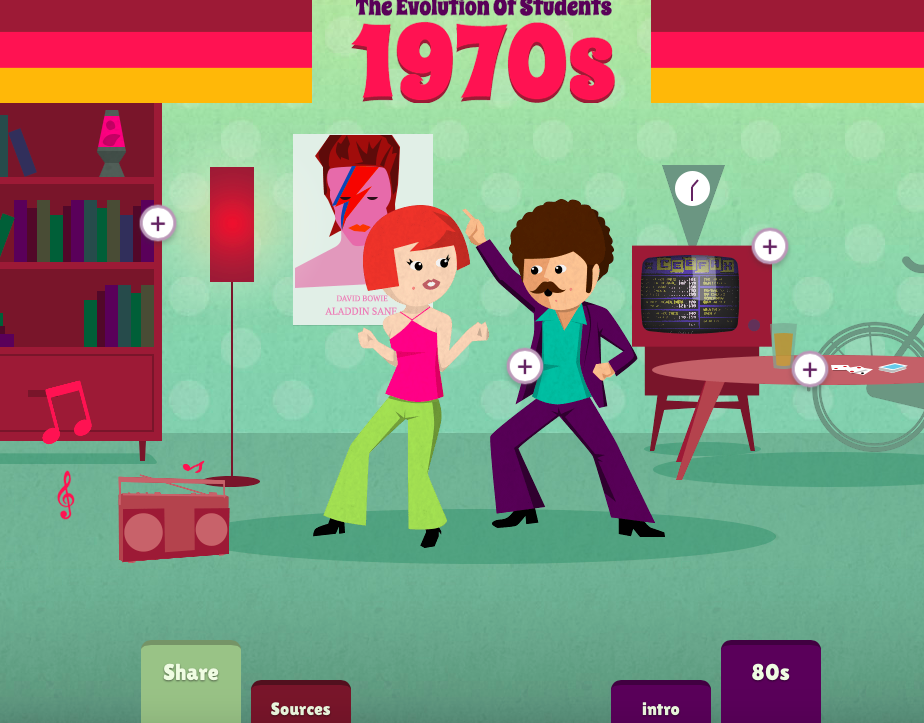 The Evolution Of Students
1970s
DAVID BOWIE
ALADDIN SANE
Share
Sources
intro
80s